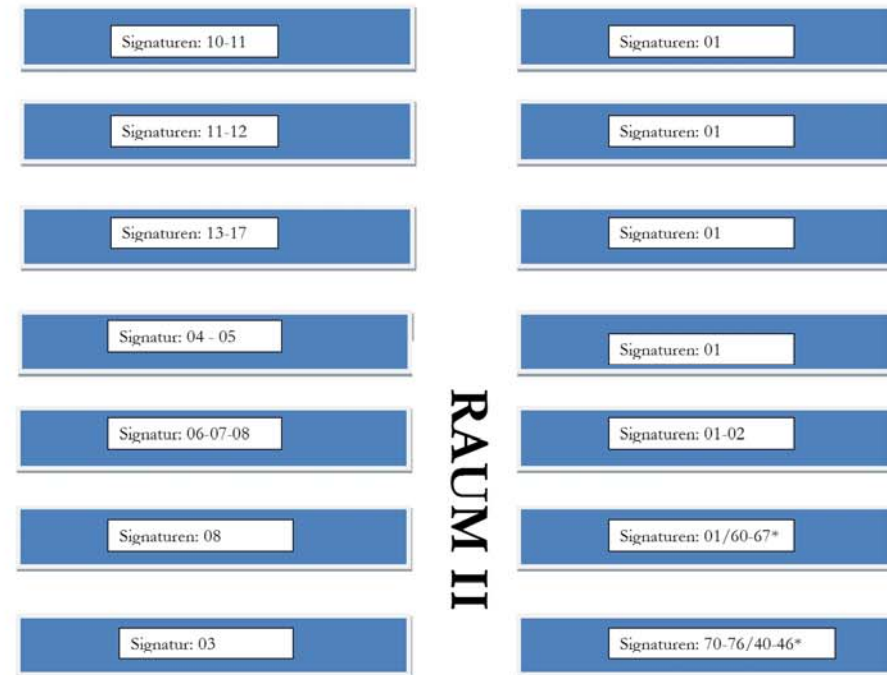 Signaturen: 10-11
Signaturen: 11-12
Signaturen: 13-17
Signatur: 04 - 05
Signatur: 06-07-08
Signaturen: 08
Signatur: 03
RAUM II
Signaturen: 01
Signaturen: 01
Signaturen: 01
Signaturen: 01
Signaturen: 01-02
Signaturen: 01/60-67*
Signaturen: 70-76/40-46*